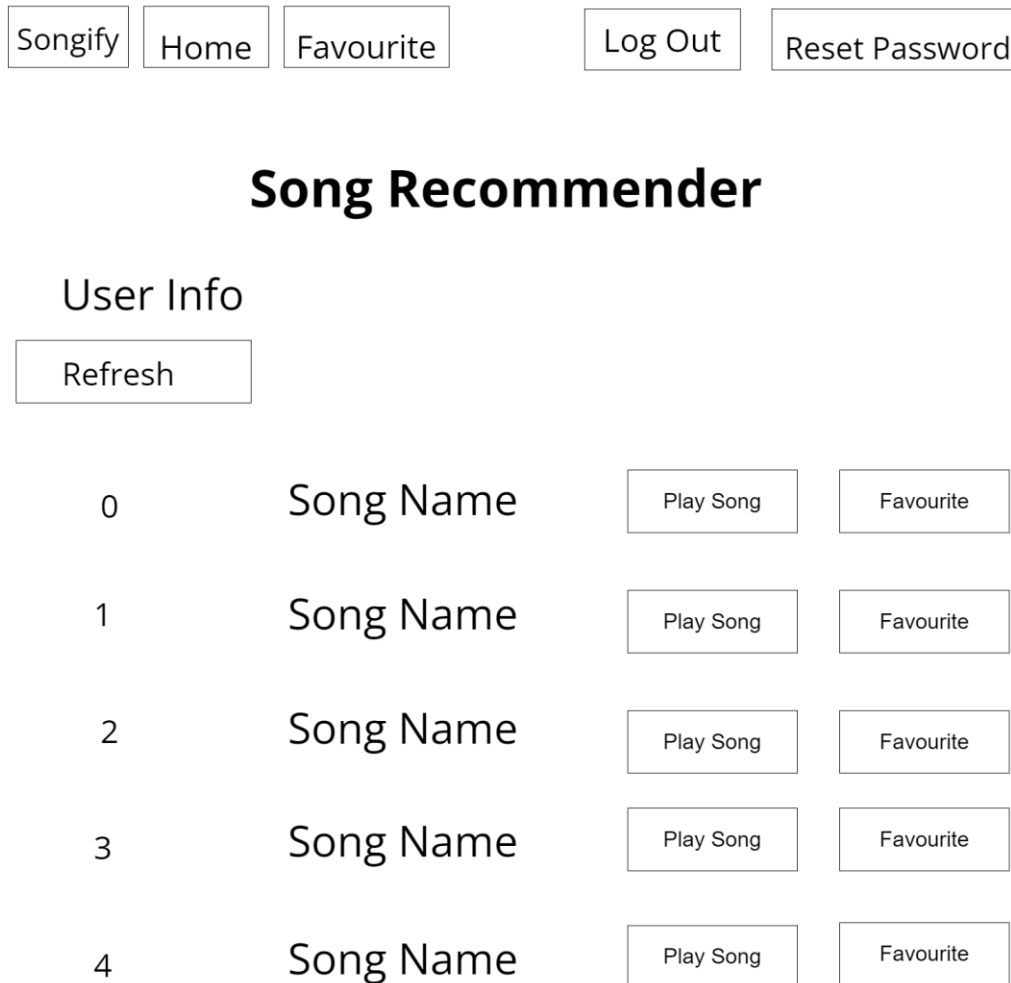 Songify Home Favourite Log Out Reset Password
Song Recommender
User Info
Refresh
0 Song Name Play Song Favourite
1 Song Name Play Song Favourite
2 Song Name Play Song Favourite
3 Song Name Play Song Favourite
4 Song Name Play Song Favourite